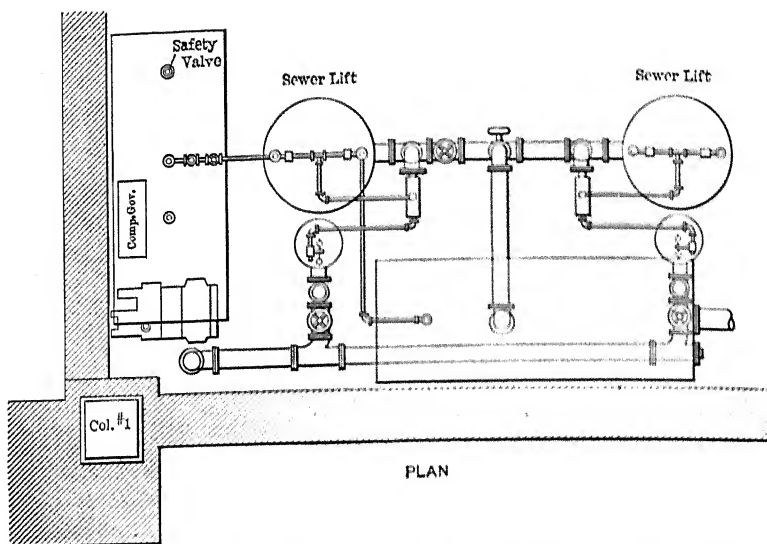 Safety
Valve
Sewer Lift
Sewer Lift
Comp.Gov.
Col. #1
PLAN